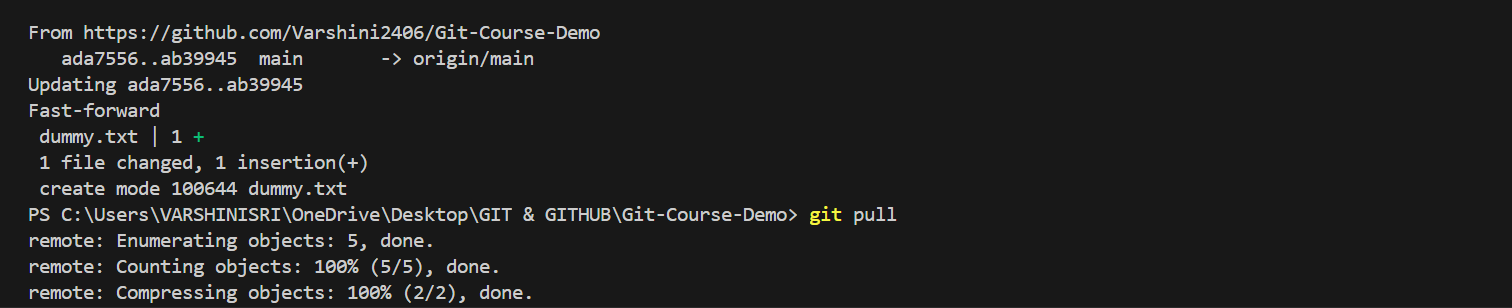 From https://github.com/Varshini2406/Git-Course-Demo
   ada7556..ab39945  main       -> origin/main
Updating ada7556..ab39945
Fast-forward
 dummy.txt | 1 +
 1 file changed, 1 insertion(+)
 create mode 100644 dummy.txt
PS C:\Users\VARSHINISRI\OneDrive\Desktop\GIT & GITHUB\Git-Course-Demo> git pull
remote: Enumerating objects: 5, done.
remote: Counting objects: 100% (5/5), done.
remote: Compressing objects: 100% (2/2), done.